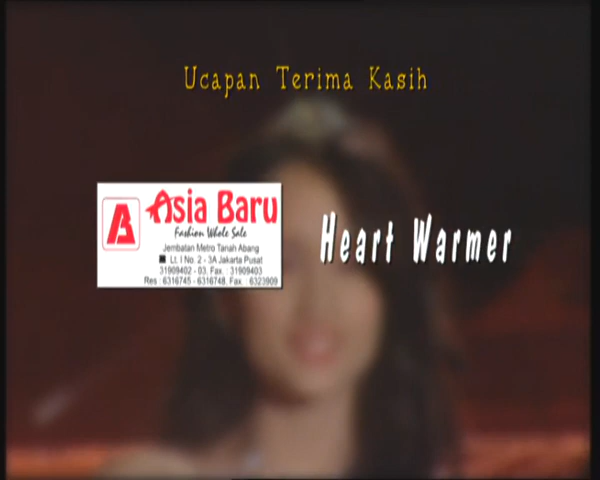 Ucapan Terima Kasih
Asia Baru
Fashion Whole Sale
Jembatan Metro Tanah Abang
Lt. I No. 2 - 3A Jakarta Pusat
31909402 - 03. Fax : 31909403
Res : 6316745 - 6316748, Fax : 6323909
Heart Warmer